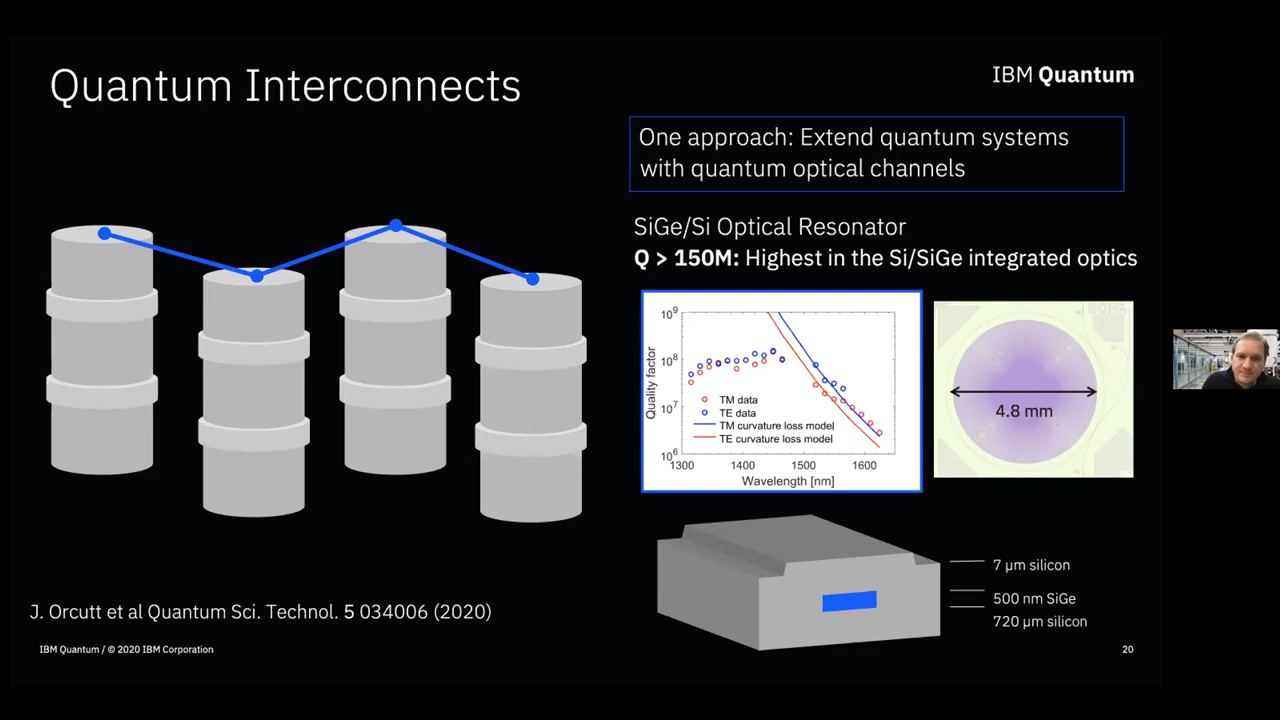 Quantum Interconnects
IBM Quantum
One approach: Extend quantum systems
with quantum optical channels
SiGe/Si Optical Resonator
Q > 150M: Highest in the Si/SiGe integrated optics
10⁹
10⁸
10⁷
10⁶
Quality factor
TM data
TE data
TM curvature loss model
TE curvature loss model
1300 1400 1500 1600
Wavelength [nm]
4.8 mm
7 µm silicon
500 nm SiGe
720 µm silicon
J. Orcutt et al Quantum Sci. Technol. 5 034006 (2020)
IBM Quantum / © 2020 IBM Corporation
20